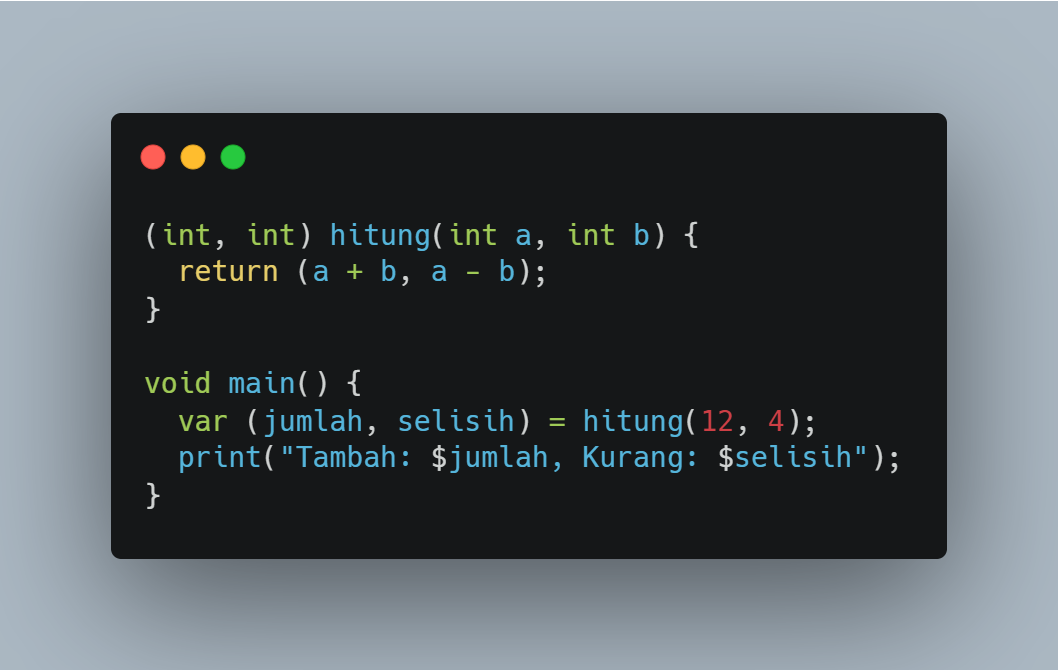 (int, int) hitung(int a, int b) {
  return (a + b, a - b);
}

void main() {
  var (jumlah, selisih) = hitung(12, 4);
  print("Tambah: $jumlah, Kurang: $selisih");
}